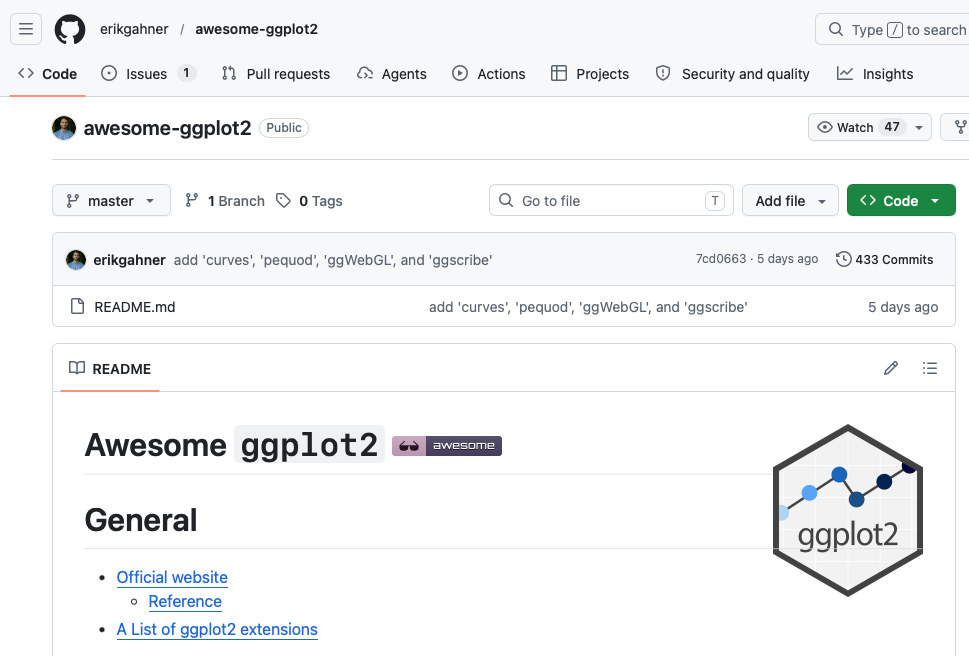 erikgahner / awesome-ggplot2
Type / to search
Code Issues 1 Pull requests Agents Actions Projects Security and quality Insights
awesome-ggplot2 Public
Watch 47
master 1 Branch 0 Tags Go to file T Add file Code
erikgahner add 'curves', 'pequod', 'ggWebGL', and 'ggscribe' 7cd0663 · 5 days ago 433 Commits
README.md add 'curves', 'pequod', 'ggWebGL', and 'ggscribe' 5 days ago
README
Awesome ggplot2 awesome
General
ggplot2
Official website
Reference
A List of ggplot2 extensions